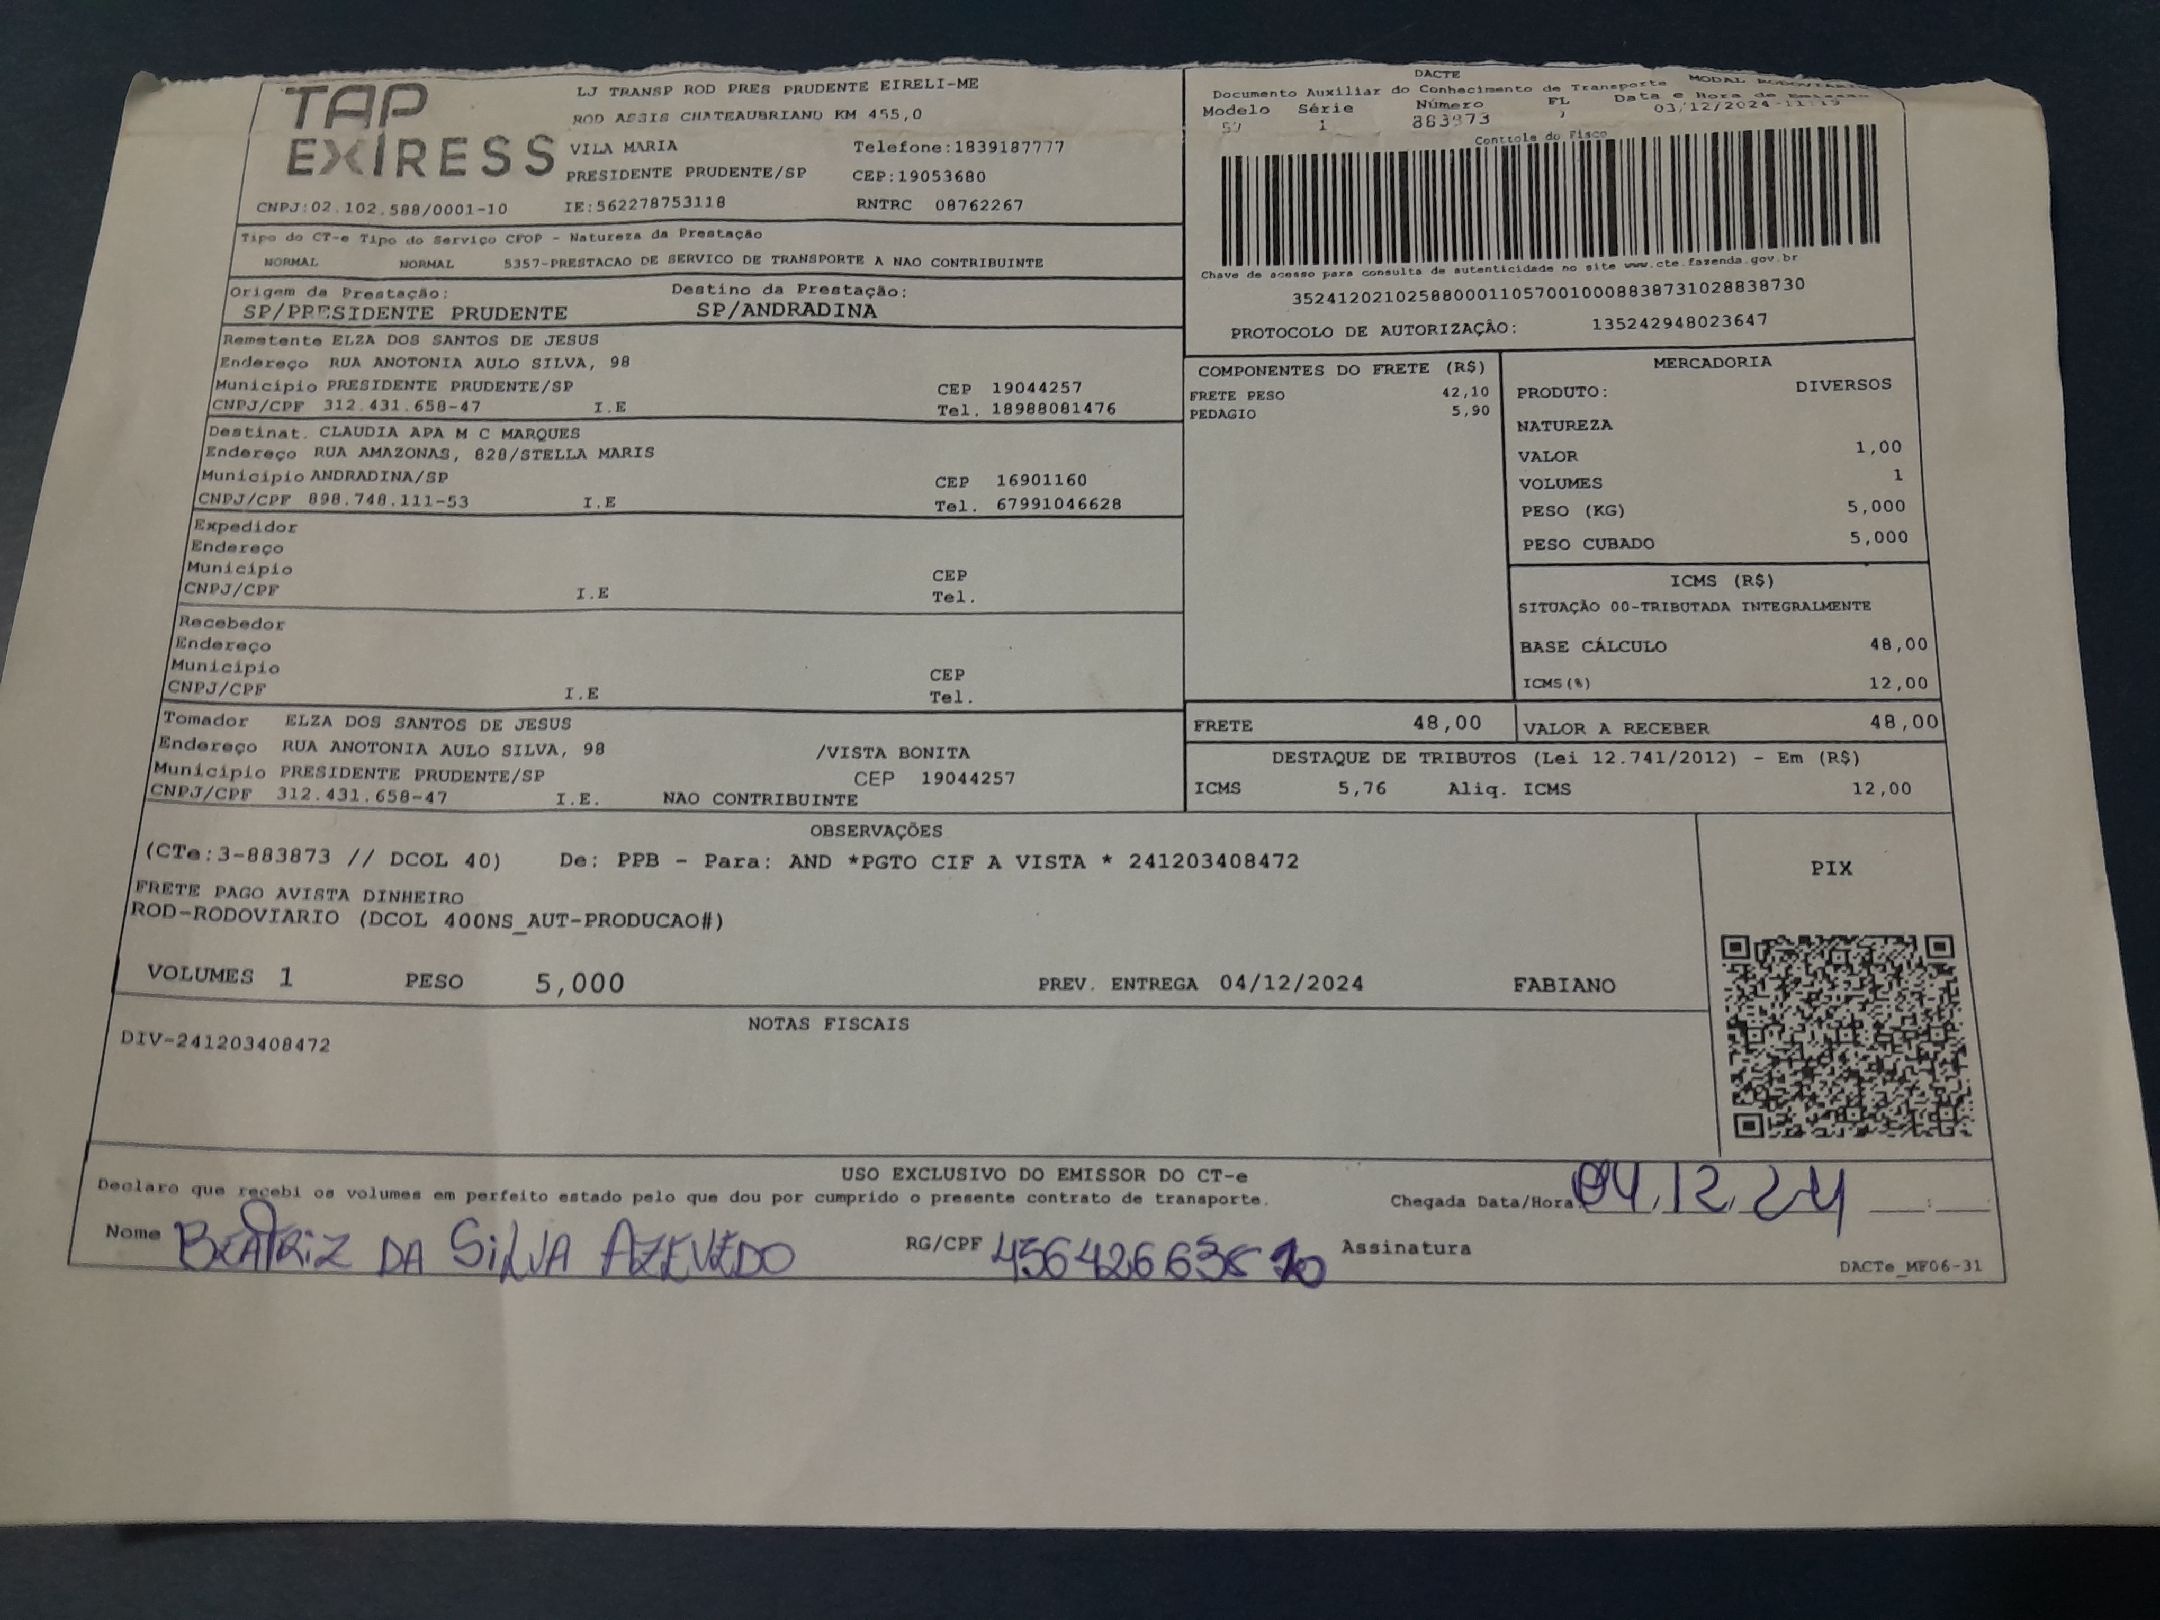 TAP
EXPRESS
LJ TRANSP ROD PRES PRUDENTE EIRELI-ME
ROD ASSIS CHATEAUBRIAND KM 455,0
VILA MARIA Telefone:1839187777
PRESIDENTE PRUDENTE/SP CEP:19053680
CNPJ:02.102.588/0001-10 IE:562278753118 RNTRC 08762267
DACTE MODAL RODOVIARIO
Documento Auxiliar do Conhecimento de Transporte
Modelo Série Número FL Data e Hora de Emissão
57 1 883873 03/12/2024-11:19
Controle do Fisco
Chave de acesso para consulta de autenticidade no site www.cte.fazenda.gov.br
35241202102588000110570010008838731028838730
PROTOCOLO DE AUTORIZAÇÃO: 135242948023647
Tipo do CT-e Tipo do Serviço CFOP - Natureza da Prestação
NORMAL NORMAL 5357-PRESTACAO DE SERVICO DE TRANSPORTE A NAO CONTRIBUINTE
Origem da Prestação: Destino da Prestação:
SP/PRESIDENTE PRUDENTE SP/ANDRADINA
Remetente ELZA DOS SANTOS DE JESUS
Endereço RUA ANOTONIA AULO SILVA, 98
Município PRESIDENTE PRUDENTE/SP CEP 19044257
CNPJ/CPF 312.431.658-47 I.E Tel. 18988081476
Destinat. CLAUDIA APA M C MARQUES
Endereço RUA AMAZONAS, 828/STELLA MARIS
Município ANDRADINA/SP CEP 16901160
CNPJ/CPF 898.748.111-53 I.E Tel. 67991046628
Expedidor
Endereço
Município CEP
CNPJ/CPF I.E Tel.
Recebedor
Endereço
Município CEP
CNPJ/CPF I.E Tel.
Tomador ELZA DOS SANTOS DE JESUS
Endereço RUA ANOTONIA AULO SILVA, 98 /VISTA BONITA
Município PRESIDENTE PRUDENTE/SP CEP 19044257
CNPJ/CPF 312.431.658-47 I.E. NAO CONTRIBUINTE
COMPONENTES DO FRETE (R$)
FRETE PESO 42,10
PEDAGIO 5,90
MERCADORIA
PRODUTO: DIVERSOS
NATUREZA
VALOR 1,00
VOLUMES 1
PESO (KG) 5,000
PESO CUBADO 5,000
ICMS (R$)
SITUAÇÃO 00-TRIBUTADA INTEGRALMENTE
BASE CÁLCULO 48,00
ICMS(%) 12,00
FRETE 48,00 VALOR A RECEBER 48,00
DESTAQUE DE TRIBUTOS (Lei 12.741/2012) - Em (R$)
ICMS 5,76 Aliq. ICMS 12,00
OBSERVAÇÕES
(CTe:3-883873 // DCOL 40) De: PPB - Para: AND *PGTO CIF A VISTA * 241203408472
FRETE PAGO AVISTA DINHEIRO
ROD-RODOVIARIO (DCOL 400NS_AUT-PRODUCAO#)
VOLUMES 1 PESO 5,000 PREV. ENTREGA 04/12/2024 FABIANO
PIX
NOTAS FISCAIS
DIV-241203408472
USO EXCLUSIVO DO EMISSOR DO CT-e
Declaro que recebi os volumes em perfeito estado pelo que dou por cumprido o presente contrato de transporte. Chegada Data/Hora 04/12/24 :
Nome BEATRIZ DA SILVA AZEVEDO RG/CPF Assinatura
DACTe_MF06-31